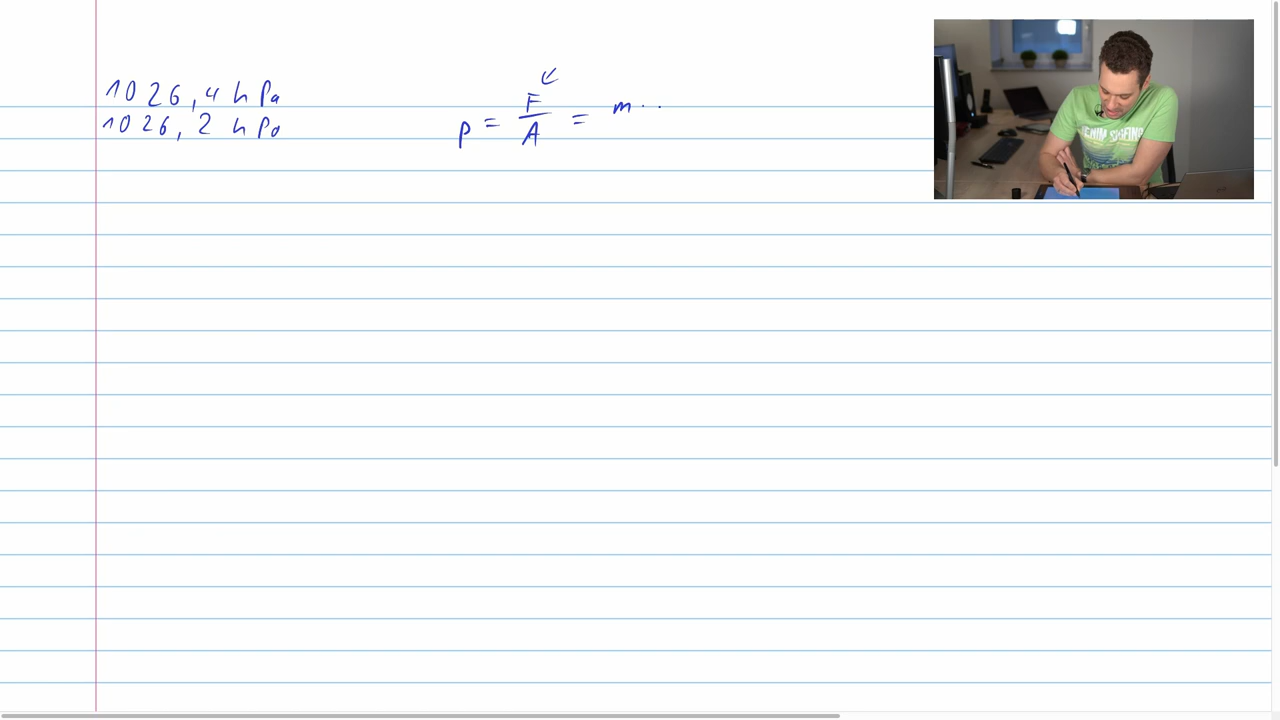 1026,4 hPa
1026,2 hPa
p = F/A = m ·